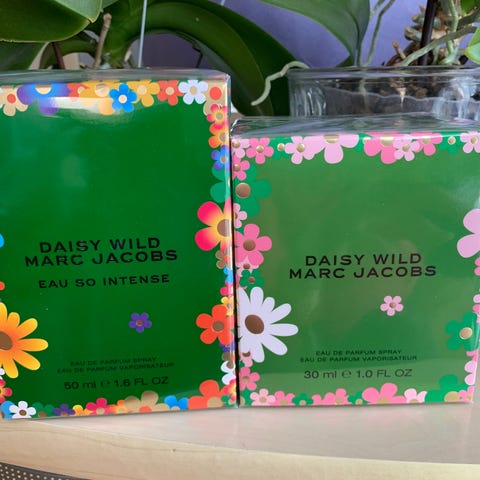 DAISY WILD
MARC JACOBS
EAU SO INTENSE
EAU DE PARFUM SPRAY
EAU DE PARFUM VAPORISATEUR
50 ml ℮ 1.6 FL OZ
DAISY WILD
MARC JACOBS
EAU DE PARFUM SPRAY
EAU DE PARFUM VAPORISATEUR
30 ml ℮ 1.0 FL OZ